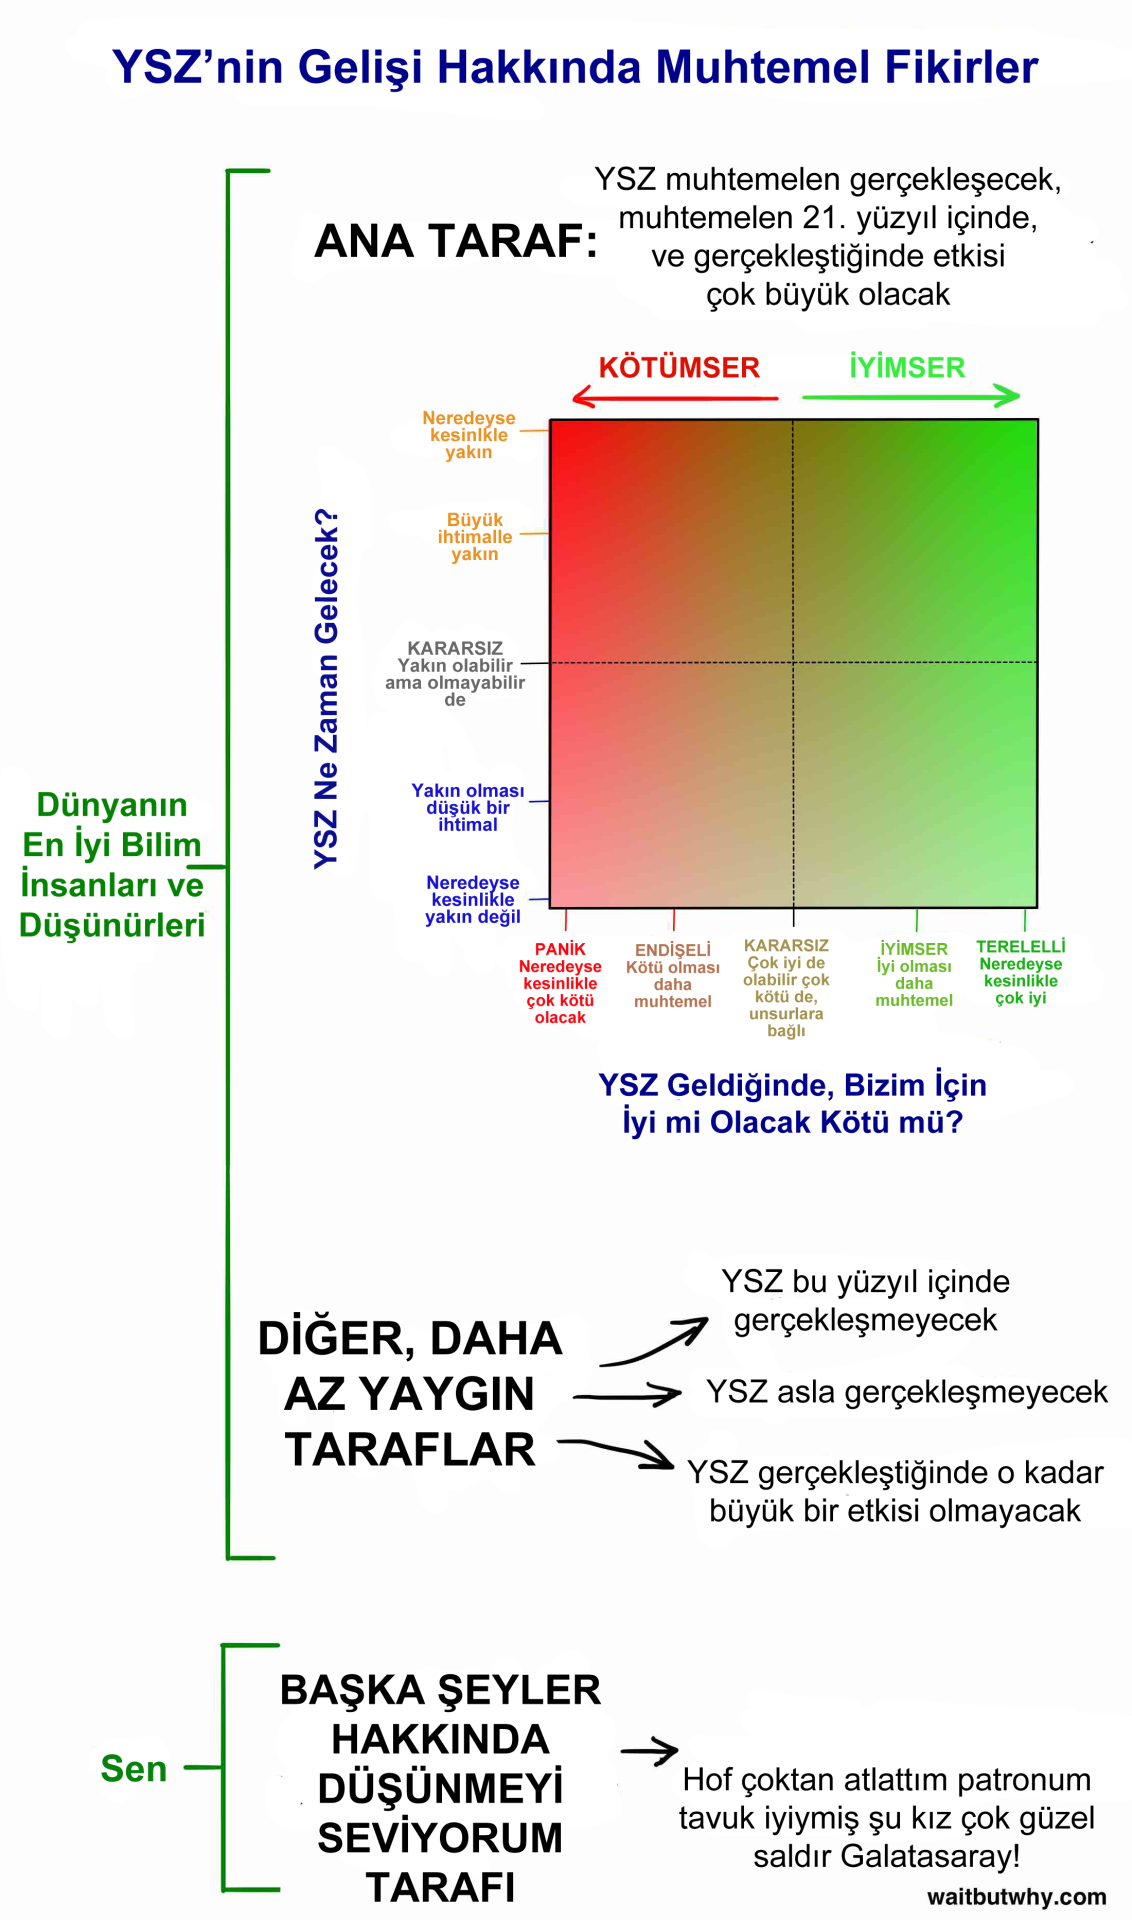 YSZ’nin Gelişi Hakkında Muhtemel Fikirler
YSZ muhtemelen gerçekleşecek,
muhtemelen 21. yüzyıl içinde,
ve gerçekleştiğinde etkisi
çok büyük olacak
ANA TARAF:
KÖTÜMSER
İYİMSER
Neredeyse
kesinlkle
yakın
Büyük
ihtimalle
yakın
KARARSIZ
Yakın olabilir
ama olmayabilir
de
Yakın olması
düşük bir
ihtimal
Neredeyse
kesinlikle
yakın değil
YSZ Ne Zaman Gelecek?
PANİK
Neredeyse
kesinlikle
çok kötü
olacak
ENDİŞELİ
Kötü olması
daha
muhtemel
KARARSIZ
Çok iyi de
olabilir çok
kötü de,
unsurlara
bağlı
İYİMSER
İyi olması
daha
muhtemel
TERELELLİ
Neredeyse
kesinlikle
çok iyi
YSZ Geldiğinde, Bizim İçin
İyi mi Olacak Kötü mü?
Dünyanın
En İyi Bilim
İnsanları ve
Düşünürleri
DİĞER, DAHA
AZ YAYGIN
TARAFLAR
YSZ bu yüzyıl içinde
gerçekleşmeyecek
YSZ asla gerçekleşmeyecek
YSZ gerçekleştiğinde o kadar
büyük bir etkisi olmayacak
Sen
BAŞKA ŞEYLER
HAKKINDA
DÜŞÜNMEYİ
SEVİYORUM
TARAFI
Hof çoktan atlattım patronum
tavuk iyiymiş şu kız çok güzel
saldır Galatasaray!
waitbutwhy.com